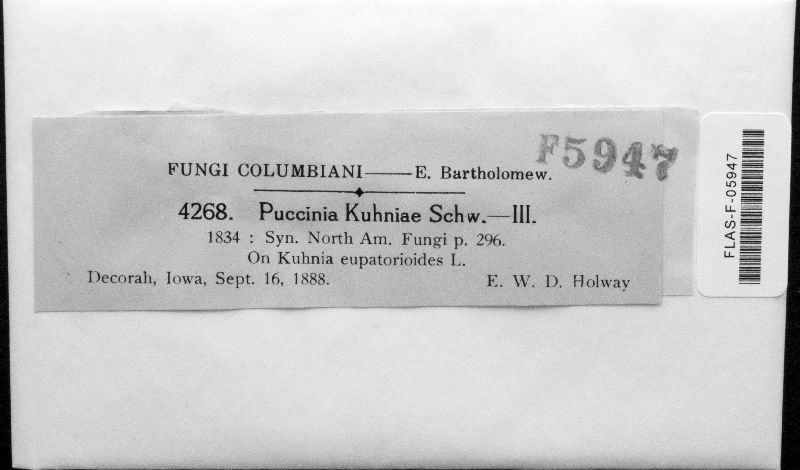 F5947
FUNGI COLUMBIANI—E. Bartholomew.
4268. Puccinia Kuhniae Schw.—III.
1834 : Syn. North Am. Fungi p. 296.
On Kuhnia eupatorioides L.
Decorah, Iowa, Sept. 16, 1888. E. W. D. Holway
FLAS-F-05947